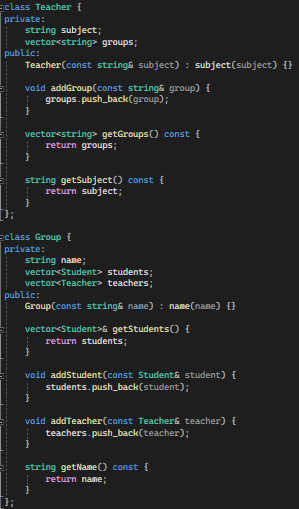 class Teacher {
private:
    string subject;
    vector<string> groups;
public:
    Teacher(const string& subject) : subject(subject) {}

    void addGroup(const string& group) {
        groups.push_back(group);
    }

    vector<string> getGroups() const {
        return groups;
    }

    string getSubject() const {
        return subject;
    }
};

class Group {
private:
    string name;
    vector<Student> students;
    vector<Teacher> teachers;
public:
    Group(const string& name) : name(name) {}

    vector<Student>& getStudents() {
        return students;
    }

    void addStudent(const Student& student) {
        students.push_back(student);
    }

    void addTeacher(const Teacher& teacher) {
        teachers.push_back(teacher);
    }

    string getName() const {
        return name;
    }
};